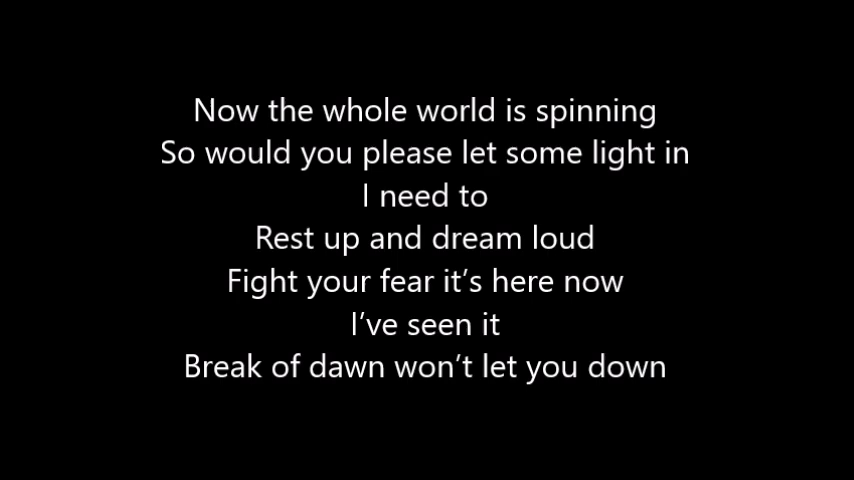 Now the whole world is spinning
So would you please let some light in
I need to
Rest up and dream loud
Fight your fear it’s here now
I’ve seen it
Break of dawn won’t let you down